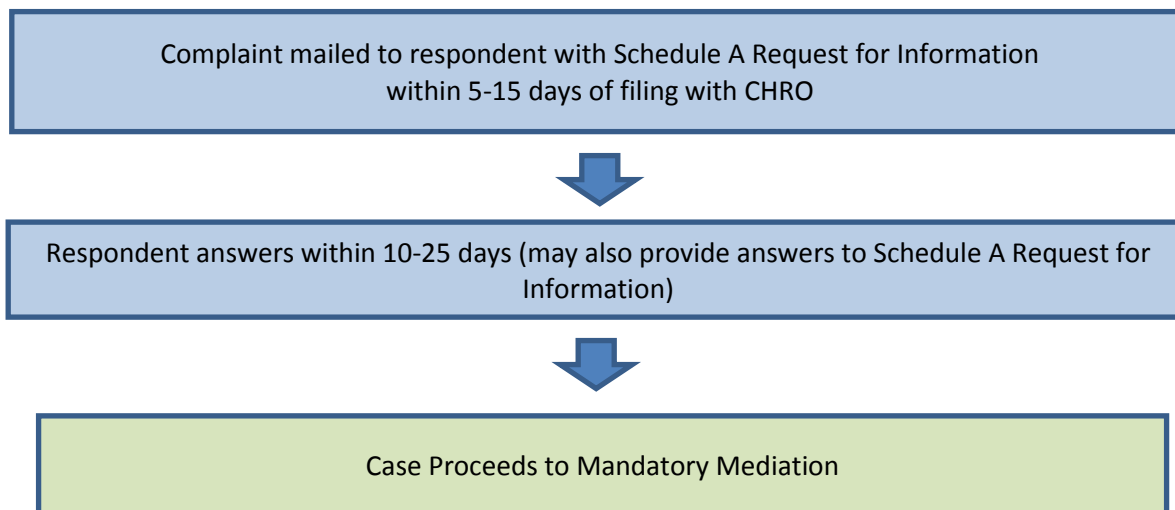 Complaint mailed to respondent with Schedule A Request for Information
within 5-15 days of filing with CHRO
Respondent answers within 10-25 days (may also provide answers to Schedule A Request for
Information)
Case Proceeds to Mandatory Mediation